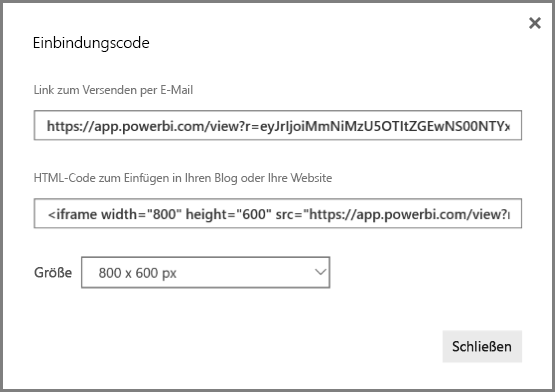 Einbindungscode
Link zum Versenden per E-Mail
https://app.powerbi.com/view?r=eyJrIjoiMmNiMzU5OTItZGEwNS00NTYx
HTML-Code zum Einfügen in Ihren Blog oder Ihre Website
<iframe width="800" height="600" src="https://app.powerbi.com/view?r
Größe 800 x 600 px
Schließen